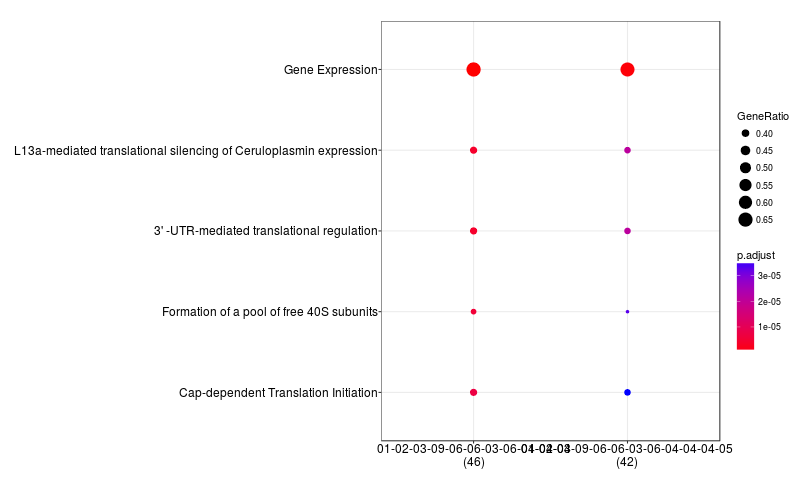 Gene Expression
L13a-mediated translational silencing of Ceruloplasmin expression
3' -UTR-mediated translational regulation
Formation of a pool of free 40S subunits
Cap-dependent Translation Initiation
(46)
(42)
GeneRatio
0.40
0.45
0.50
0.55
0.60
0.65
p.adjust
3e-05
2e-05
1e-05